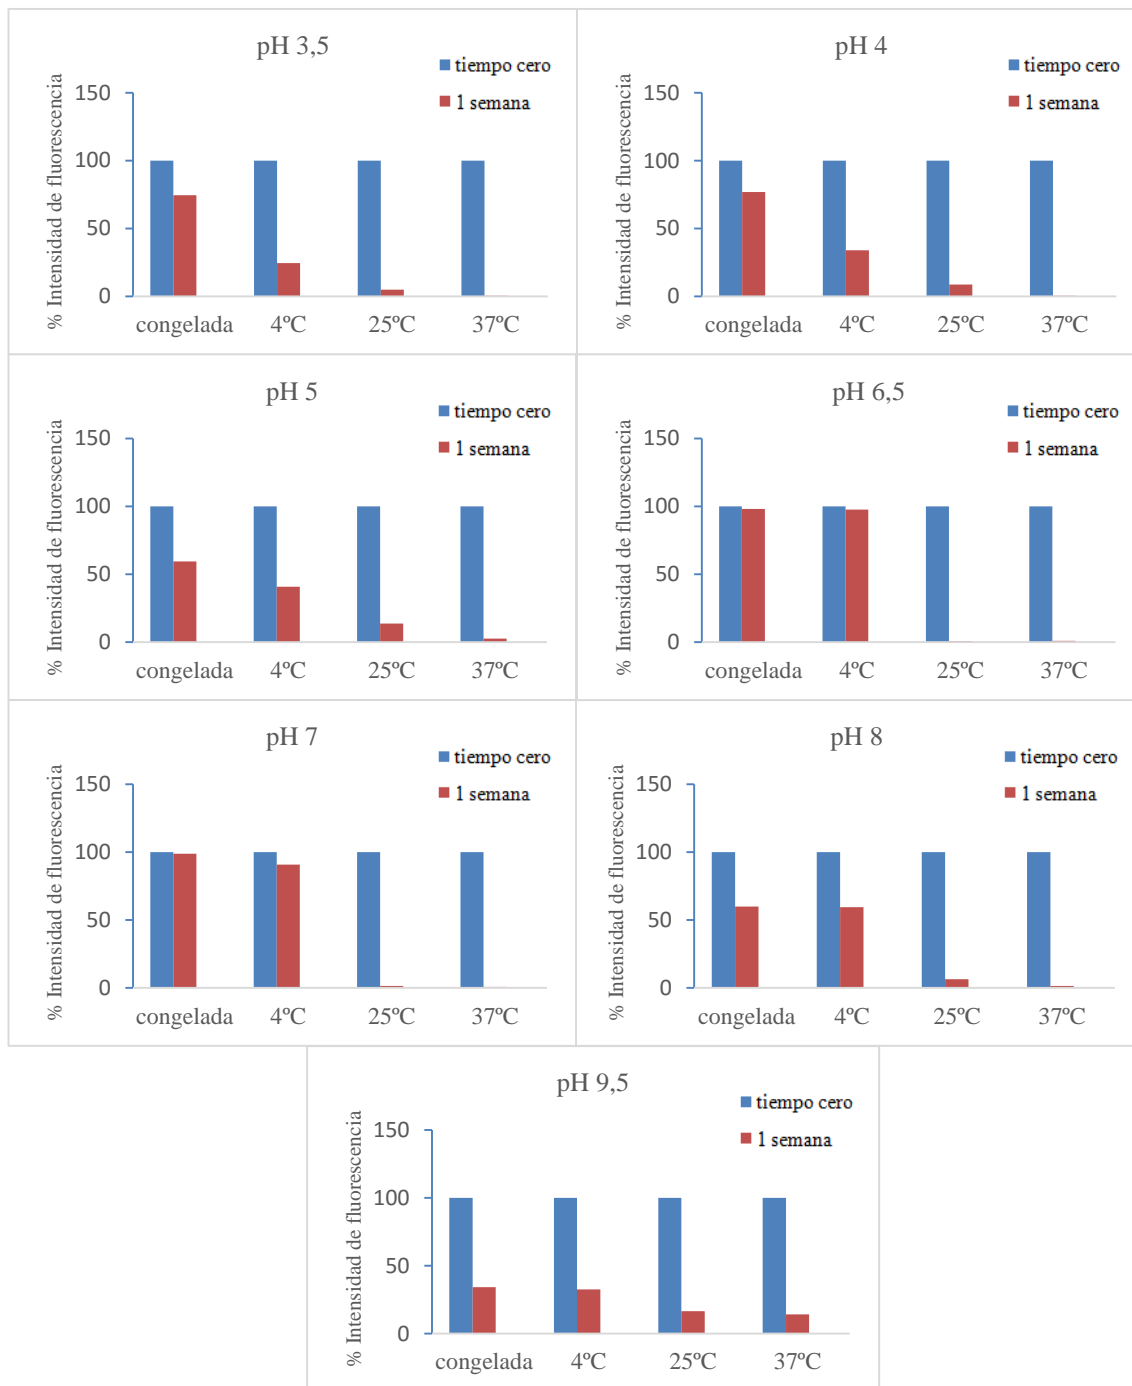 pH 3,5
tiempo cero
1 semana
% Intensidad de fluorescencia
150
100
50
0
congelada 4ºC 25ºC 37ºC
pH 4
tiempo cero
1 semana
% Intensidad de fluorescencia
150
100
50
0
congelada 4ºC 25ºC 37ºC
pH 5
tiempo cero
1 semana
% Intensidad de fluorescencia
150
100
50
0
congelada 4ºC 25ºC 37ºC
pH 6,5
tiempo cero
1 semana
% Intensidad de fluorescencia
150
100
50
0
congelada 4ºC 25ºC 37ºC
pH 7
tiempo cero
1 semana
% Intensidad de fluorescencia
150
100
50
0
congelada 4ºC 25ºC 37ºC
pH 8
tiempo cero
1 semana
% Intensidad de fluorescencia
150
100
50
0
congelada 4ºC 25ºC 37ºC
pH 9,5
tiempo cero
1 semana
% Intensidad de fluorescencia
150
100
50
0
congelada 4ºC 25ºC 37ºC